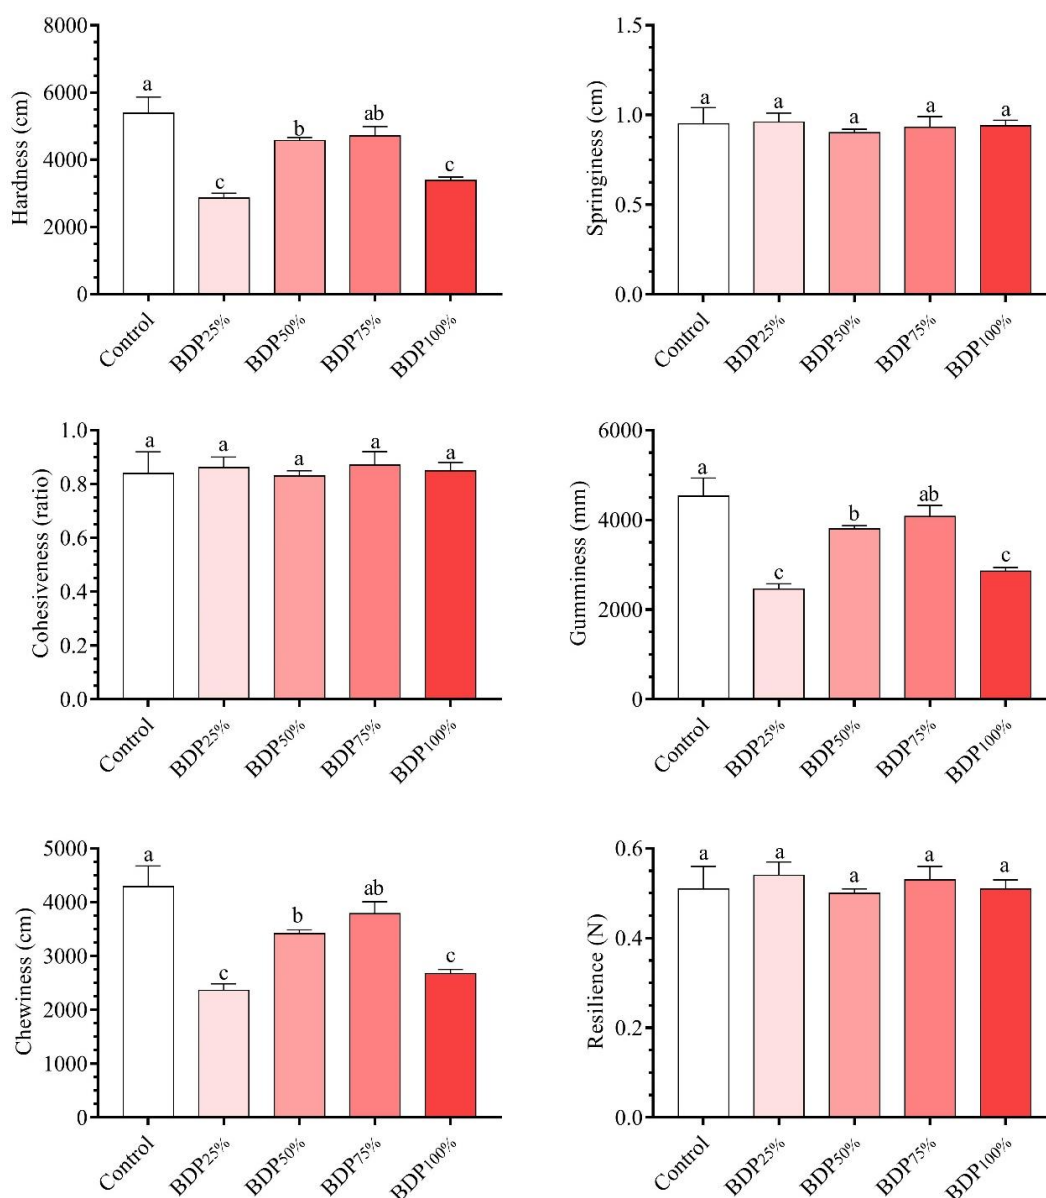 Hardness (cm)
8000
6000
4000
2000
0
a
c
b
ab
c
Control
BDP25%
BDP50%
BDP75%
BDP100%
Springiness (cm)
1.5
1.0
0.5
0.0
a
a
a
a
a
Control
BDP25%
BDP50%
BDP75%
BDP100%
Cohesiveness (ratio)
1.0
0.8
0.6
0.4
0.2
0.0
a
a
a
a
a
Control
BDP25%
BDP50%
BDP75%
BDP100%
Gumminess (mm)
6000
4000
2000
0
a
c
b
ab
c
Control
BDP25%
BDP50%
BDP75%
BDP100%
Chewiness (cm)
5000
4000
3000
2000
1000
0
a
c
b
ab
c
Control
BDP25%
BDP50%
BDP75%
BDP100%
Resilience (N)
0.6
0.4
0.2
0.0
a
a
a
a
a
Control
BDP25%
BDP50%
BDP75%
BDP100%